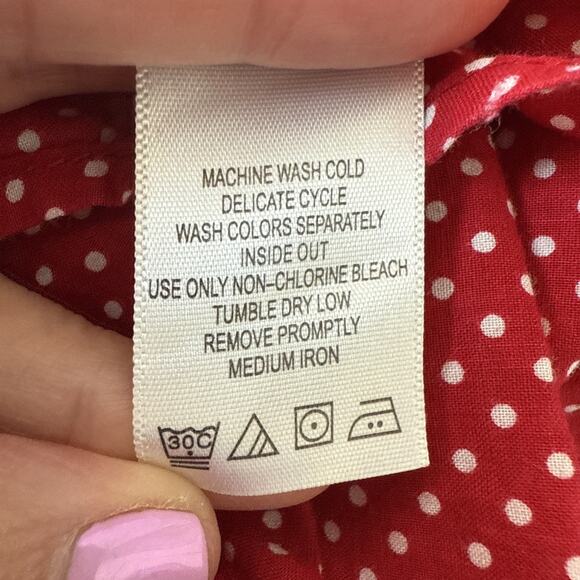 MACHINE WASH COLD
DELICATE CYCLE
WASH COLORS SEPARATELY
INSIDE OUT
USE ONLY NON-CHLORINE BLEACH
TUMBLE DRY LOW
REMOVE PROMPTLY
MEDIUM IRON
30C